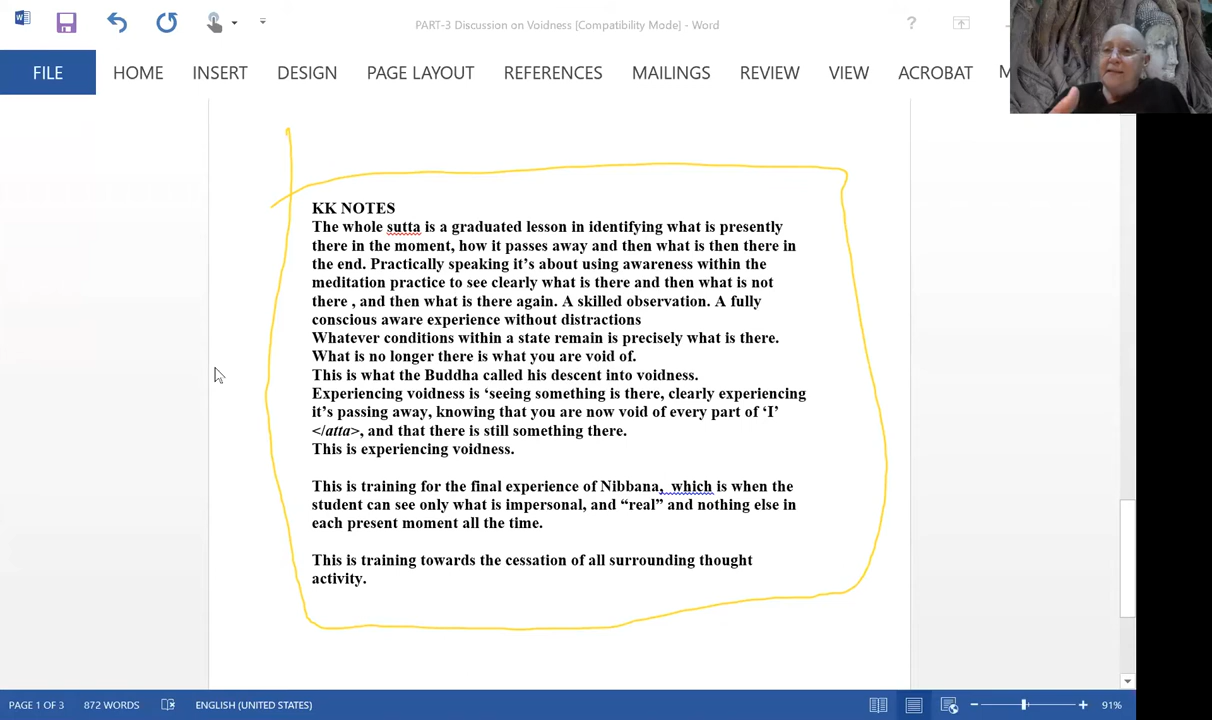 PART-3 Discussion on Voidness [Compatibility Mode] - Word
?
FILE HOME INSERT DESIGN PAGE LAYOUT REFERENCES MAILINGS REVIEW VIEW ACROBAT M
KK NOTES
The whole sutta is a graduated lesson in identifying what is presently
there in the moment, how it passes away and then what is then there in
the end. Practically speaking it’s about using awareness within the
meditation practice to see clearly what is there and then what is not
there , and then what is there again. A skilled observation. A fully
conscious aware experience without distractions
Whatever conditions within a state remain is precisely what is there.
What is no longer there is what you are void of.
This is what the Buddha called his descent into voidness.
Experiencing voidness is ‘seeing something is there, clearly experiencing
it’s passing away, knowing that you are now void of every part of ‘I’
</atta>, and that there is still something there.
This is experiencing voidness.
This is training for the final experience of Nibbana, which is when the
student can see only what is impersonal, and “real” and nothing else in
each present moment all the time.
This is training towards the cessation of all surrounding thought
activity.
PAGE 1 OF 3 872 WORDS ENGLISH (UNITED STATES) 91%